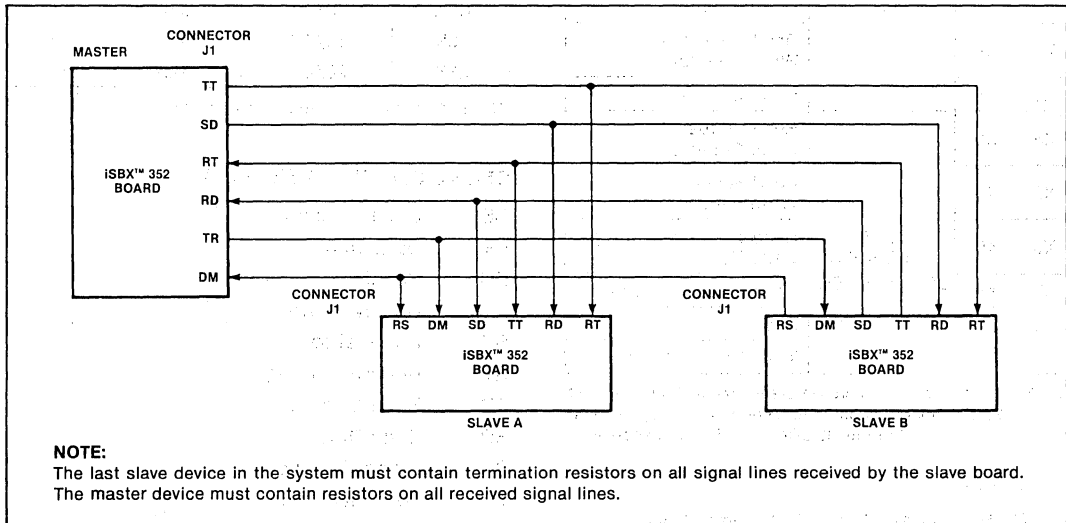 CONNECTOR
J1
MASTER
TT
SD
RT
RD
TR
DM
iSBX™ 352
BOARD
CONNECTOR
J1
RS DM SD TT RD RT
iSBX™ 352
BOARD
SLAVE A
CONNECTOR
J1
RS DM SD TT RD RT
iSBX™ 352
BOARD
SLAVE B
NOTE:
The last slave device in the system must contain termination resistors on all signal lines received by the slave board.
The master device must contain resistors on all received signal lines.